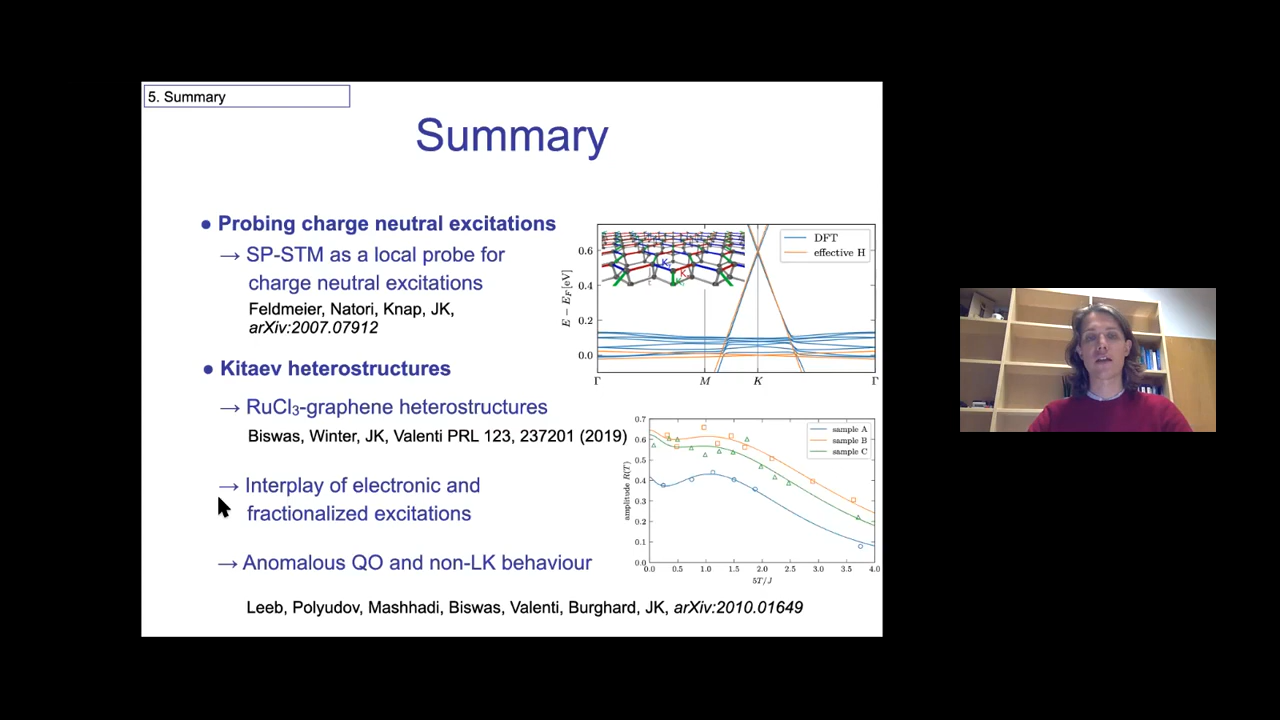 5. Summary
Summary
● Probing charge neutral excitations
→ SP-STM as a local probe for
charge neutral excitations
Feldmeier, Natori, Knap, JK,
arXiv:2007.07912
● Kitaev heterostructures
→ RuCl₃-graphene heterostructures
Biswas, Winter, JK, Valenti PRL 123, 237201 (2019)
→ Interplay of electronic and
fractionalized excitations
→ Anomalous QO and non-LK behaviour
Leeb, Polyudov, Mashhadi, Biswas, Valenti, Burghard, JK, arXiv:2010.01649
DFT
effective H
E − E_F [eV]
0.6
0.4
0.2
0.0
Γ M K Γ
sample A
sample B
sample C
amplitude R(T)
0.7
0.6
0.5
0.4
0.3
0.2
0.1
0.0
0.0 0.5 1.0 1.5 2.0 2.5 3.0 3.5 4.0
5T/J